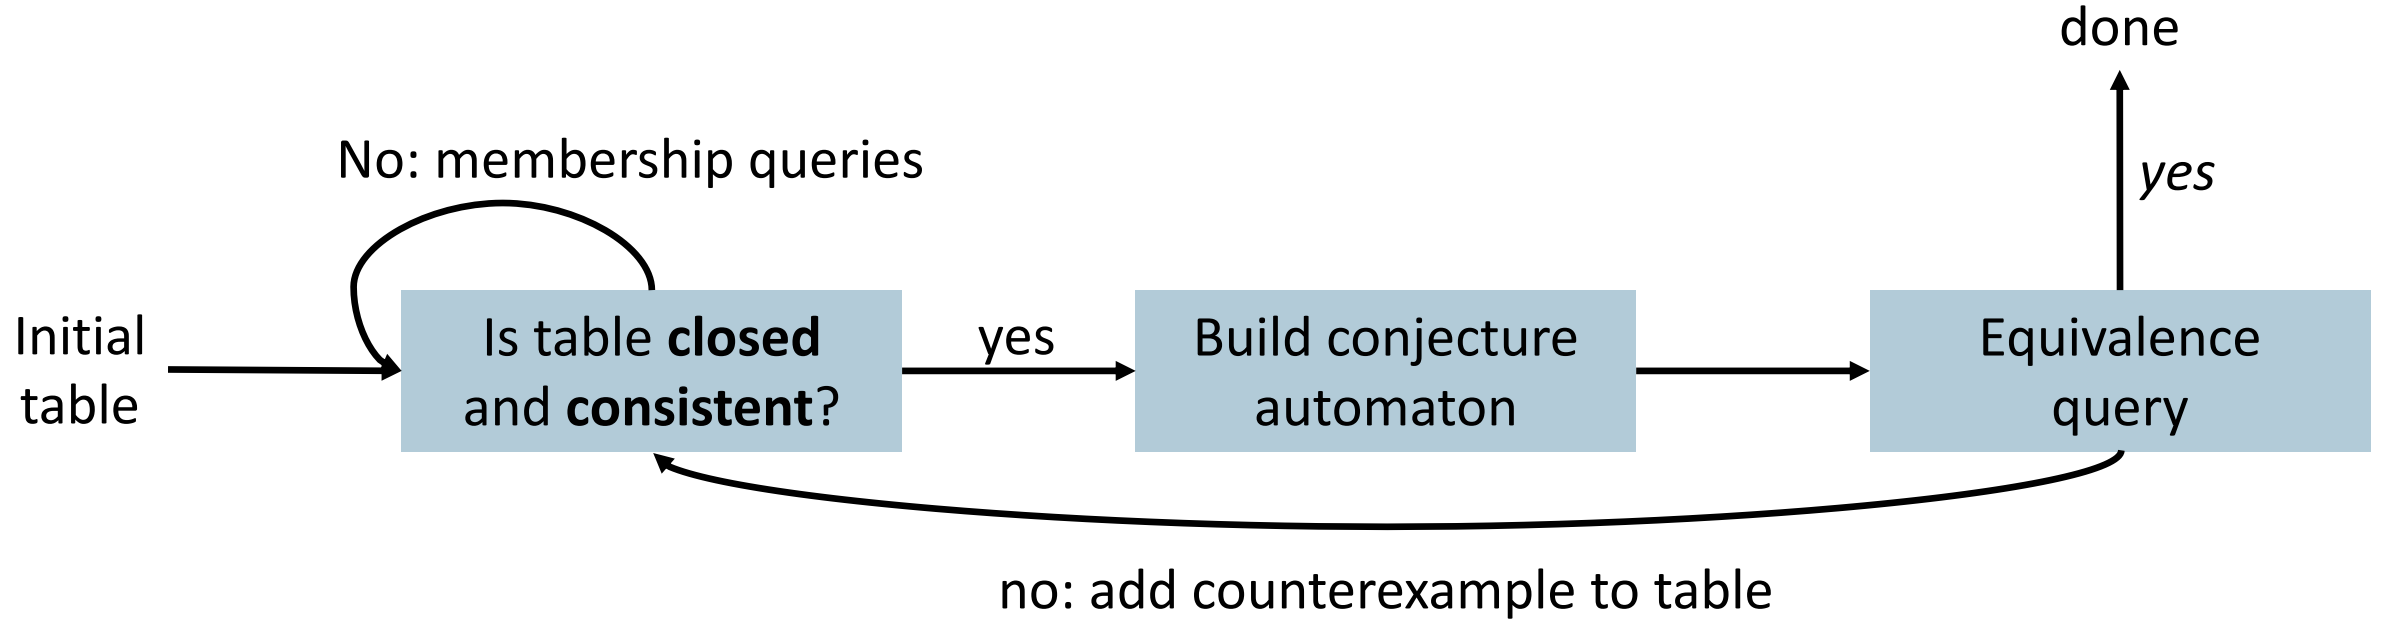 done
No: membership queries
yes
Initial
table
Is table closed
and consistent?
yes
Build conjecture
automaton
Equivalence
query
no: add counterexample to table